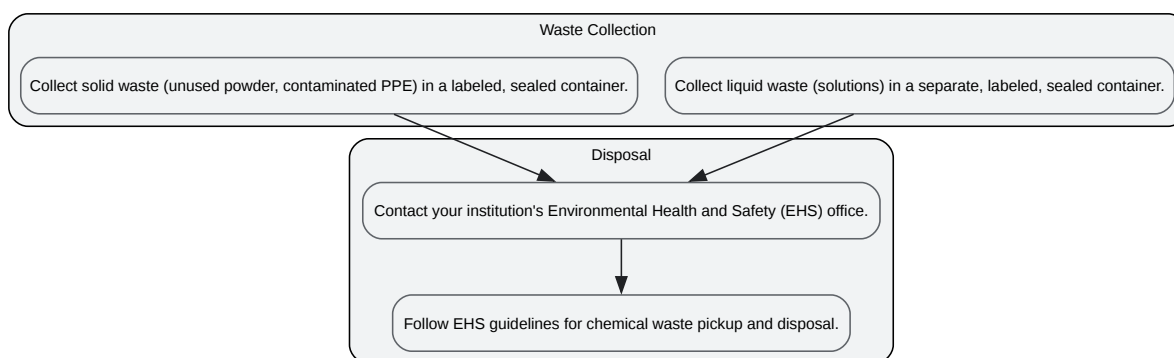 Waste Collection
Collect solid waste (unused powder, contaminated PPE) in a labeled, sealed container.
Collect liquid waste (solutions) in a separate, labeled, sealed container.
Disposal
Contact your institution's Environmental Health and Safety (EHS) office.
Follow EHS guidelines for chemical waste pickup and disposal.